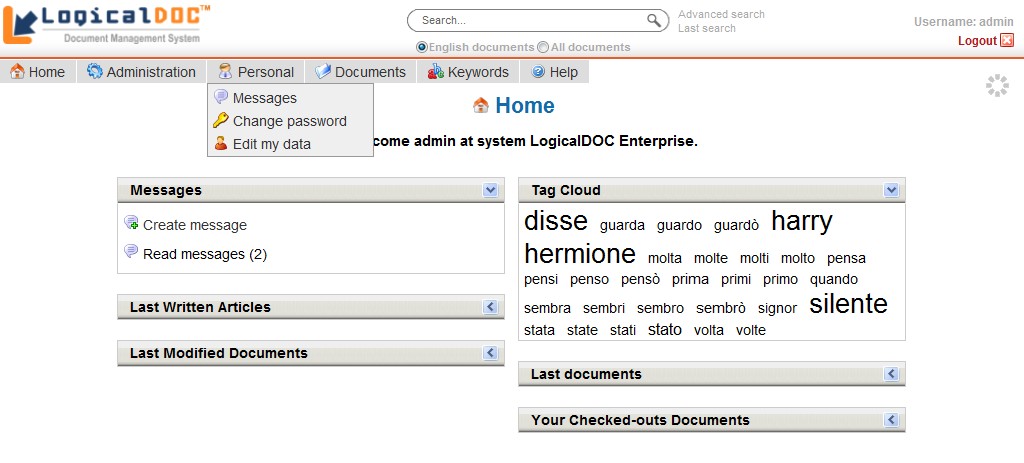 LogicalDOC™
Document Management System
Search...
Advanced search
Last search
English documents All documents
Username: admin
Logout
Home Administration Personal Documents Keywords Help
Messages
Change password
Edit my data
Home
come admin at system LogicalDOC Enterprise.
Messages
Create message
Read messages (2)
Last Written Articles
Last Modified Documents
Tag Cloud
disse guarda guardo guardò harry
hermione molta molte molti molto pensa
pensi penso pensò prima primi primo quando
sembra sembri sembro sembrò signor silente
stata state stati stato volta volte
Last documents
Your Checked-outs Documents